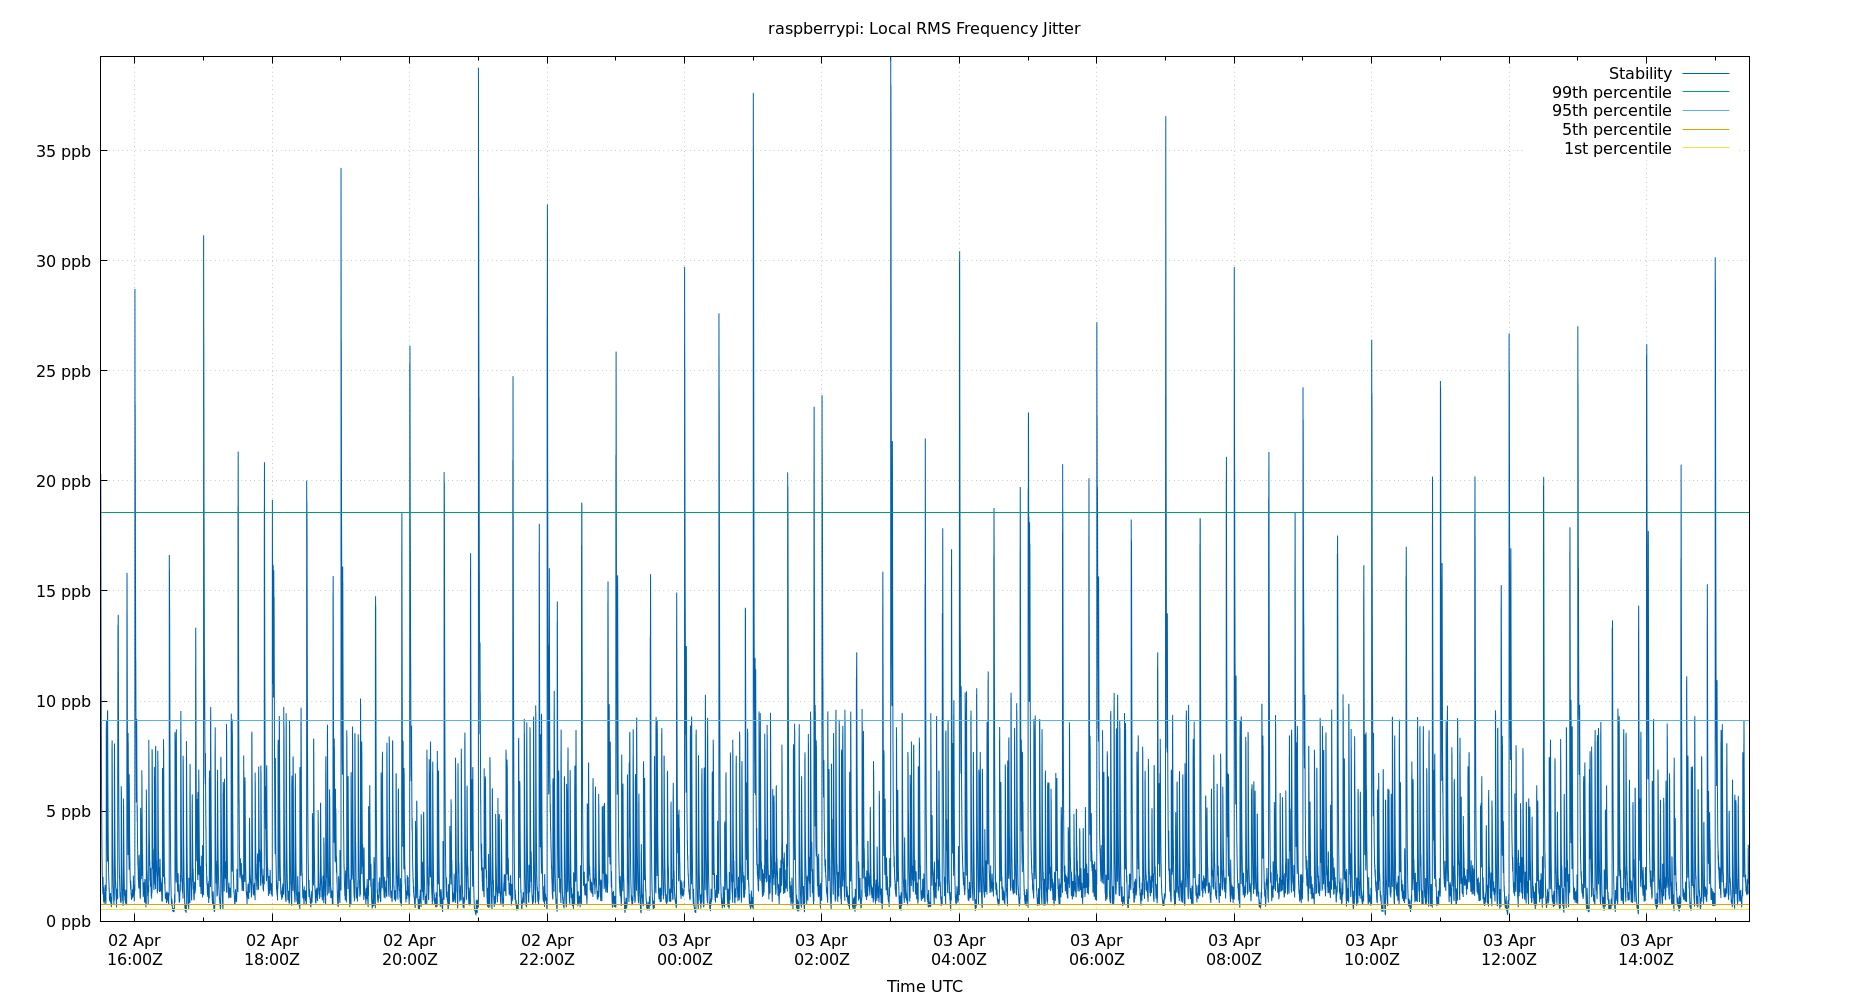 raspberrypi: Local RMS Frequency Jitter
Stability
99th percentile
95th percentile
5th percentile
1st percentile
35 ppb
30 ppb
25 ppb
20 ppb
15 ppb
10 ppb
5 ppb
0 ppb
02 Apr 02 Apr 02 Apr 02 Apr 03 Apr 03 Apr 03 Apr 03 Apr 03 Apr 03 Apr 03 Apr 03 Apr
16:00Z 18:00Z 20:00Z 22:00Z 00:00Z 02:00Z 04:00Z 06:00Z 08:00Z 10:00Z 12:00Z 14:00Z
Time UTC